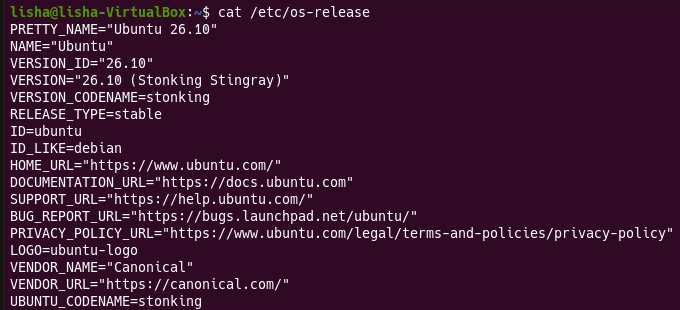 lisha@lisha-VirtualBox:~$ cat /etc/os-release
PRETTY_NAME="Ubuntu 26.10"
NAME="Ubuntu"
VERSION_ID="26.10"
VERSION="26.10 (Stonking Stingray)"
VERSION_CODENAME=stonking
RELEASE_TYPE=stable
ID=ubuntu
ID_LIKE=debian
HOME_URL="https://www.ubuntu.com/"
DOCUMENTATION_URL="https://docs.ubuntu.com"
SUPPORT_URL="https://help.ubuntu.com/"
BUG_REPORT_URL="https://bugs.launchpad.net/ubuntu/"
PRIVACY_POLICY_URL="https://www.ubuntu.com/legal/terms-and-policies/privacy-policy"
LOGO=ubuntu-logo
VENDOR_NAME="Canonical"
VENDOR_URL="https://canonical.com/"
UBUNTU_CODENAME=stonking